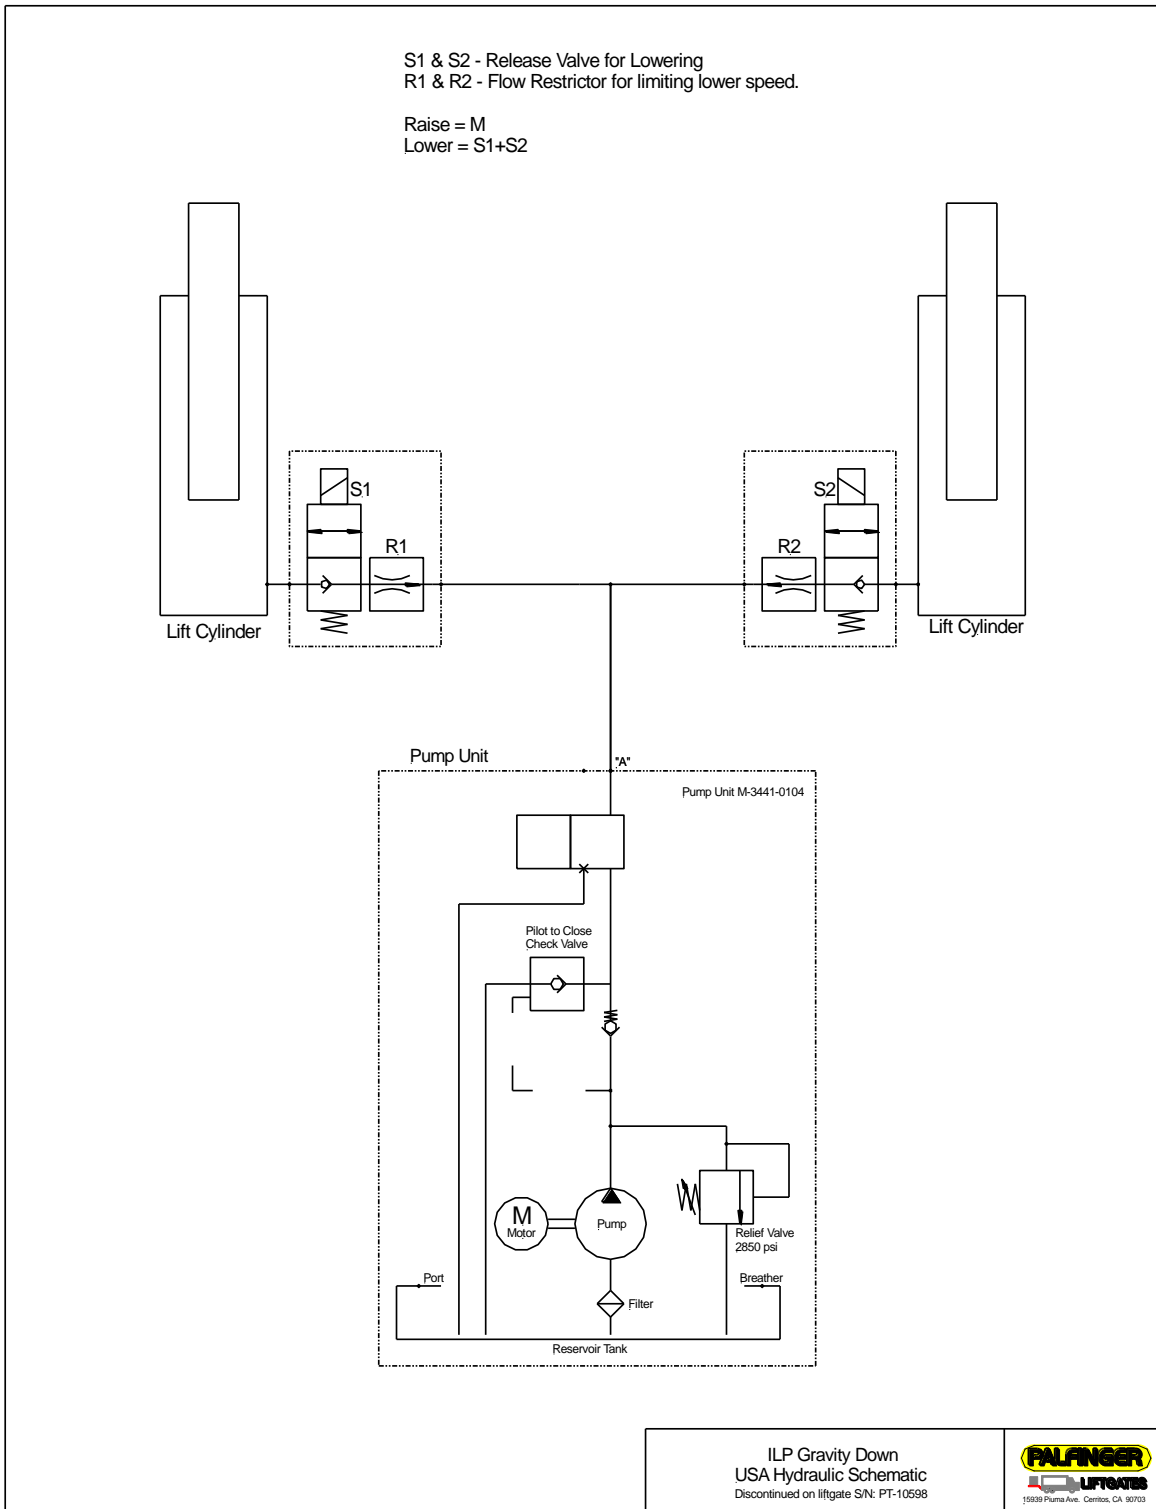 S1 & S2 - Release Valve for Lowering
R1 & R2 - Flow Restrictor for limiting lower speed.
Raise = M
Lower = S1+S2
S1
S2
R1
R2
Lift Cylinder
Lift Cylinder
Pump Unit
"A"
Pump Unit M-3441-0104
Pilot to Close
Check Valve
M
Motor
Pump
Relief Valve
2850 psi
Port
Breather
Filter
Reservoir Tank
ILP Gravity Down
USA Hydraulic Schematic
Discontinued on liftgate S/N: PT-10598
PALFINGER
LIFTGATES
15939 Piuma Ave. Cerritos, CA 90703